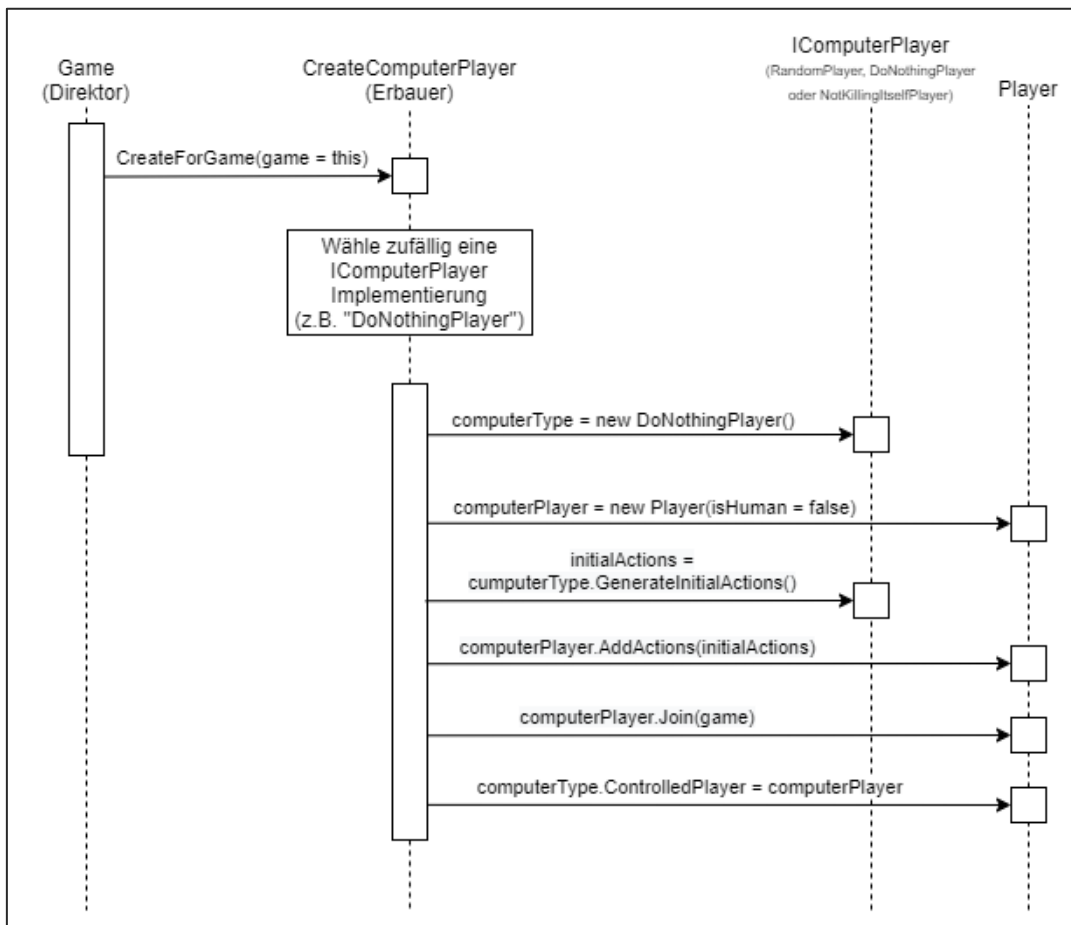 Game
(Direktor)
CreateComputerPlayer
(Erbauer)
IComputerPlayer
(RandomPlayer, DoNothingPlayer
oder NotKillingItselfPlayer)
Player
CreateForGame(game = this)
Wähle zufällig eine
IComputerPlayer
Implementierung
(z.B. "DoNothingPlayer")
computerType = new DoNothingPlayer()
computerPlayer = new Player(isHuman = false)
initialActions =
cumputerType.GenerateInitialActions()
computerPlayer.AddActions(initialActions)
computerPlayer.Join(game)
computerType.ControlledPlayer = computerPlayer